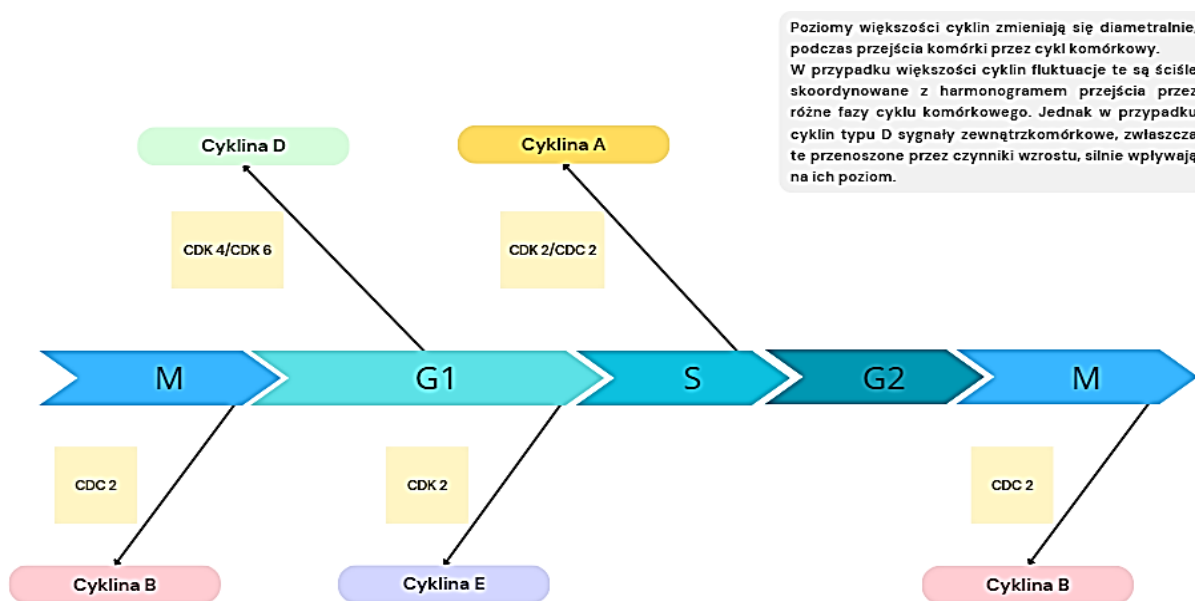 Poziomy większości cyklin zmieniają się diametralnie,
podczas przejścia komórki przez cykl komórkowy.
W przypadku większości cyklin fluktuacje te są ściśle
skoordynowane z harmonogramem przejścia przez
różne fazy cyklu komórkowego. Jednak w przypadku
cyklin typu D sygnały zewnątrzkomórkowe, zwłaszcza
te przenoszone przez czynniki wzrostu, silnie wpływają
na ich poziom.
Cyklina D
Cyklina A
CDK 4/CDK 6
CDK 2/CDC 2
M
G1
S
G2
M
CDC 2
CDK 2
CDC 2
Cyklina B
Cyklina E
Cyklina B